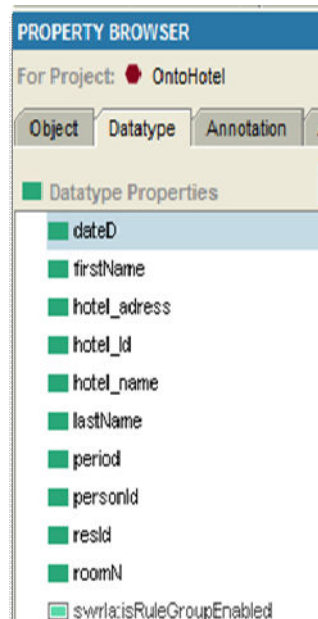 PROPERTY BROWSER
For Project: OntoHotel
Object Datatype Annotation
Datatype Properties
dateD
firstName
hotel_adress
hotel_Id
hotel_name
lastName
period
personId
resId
roomN
swrla:isRuleGroupEnabled